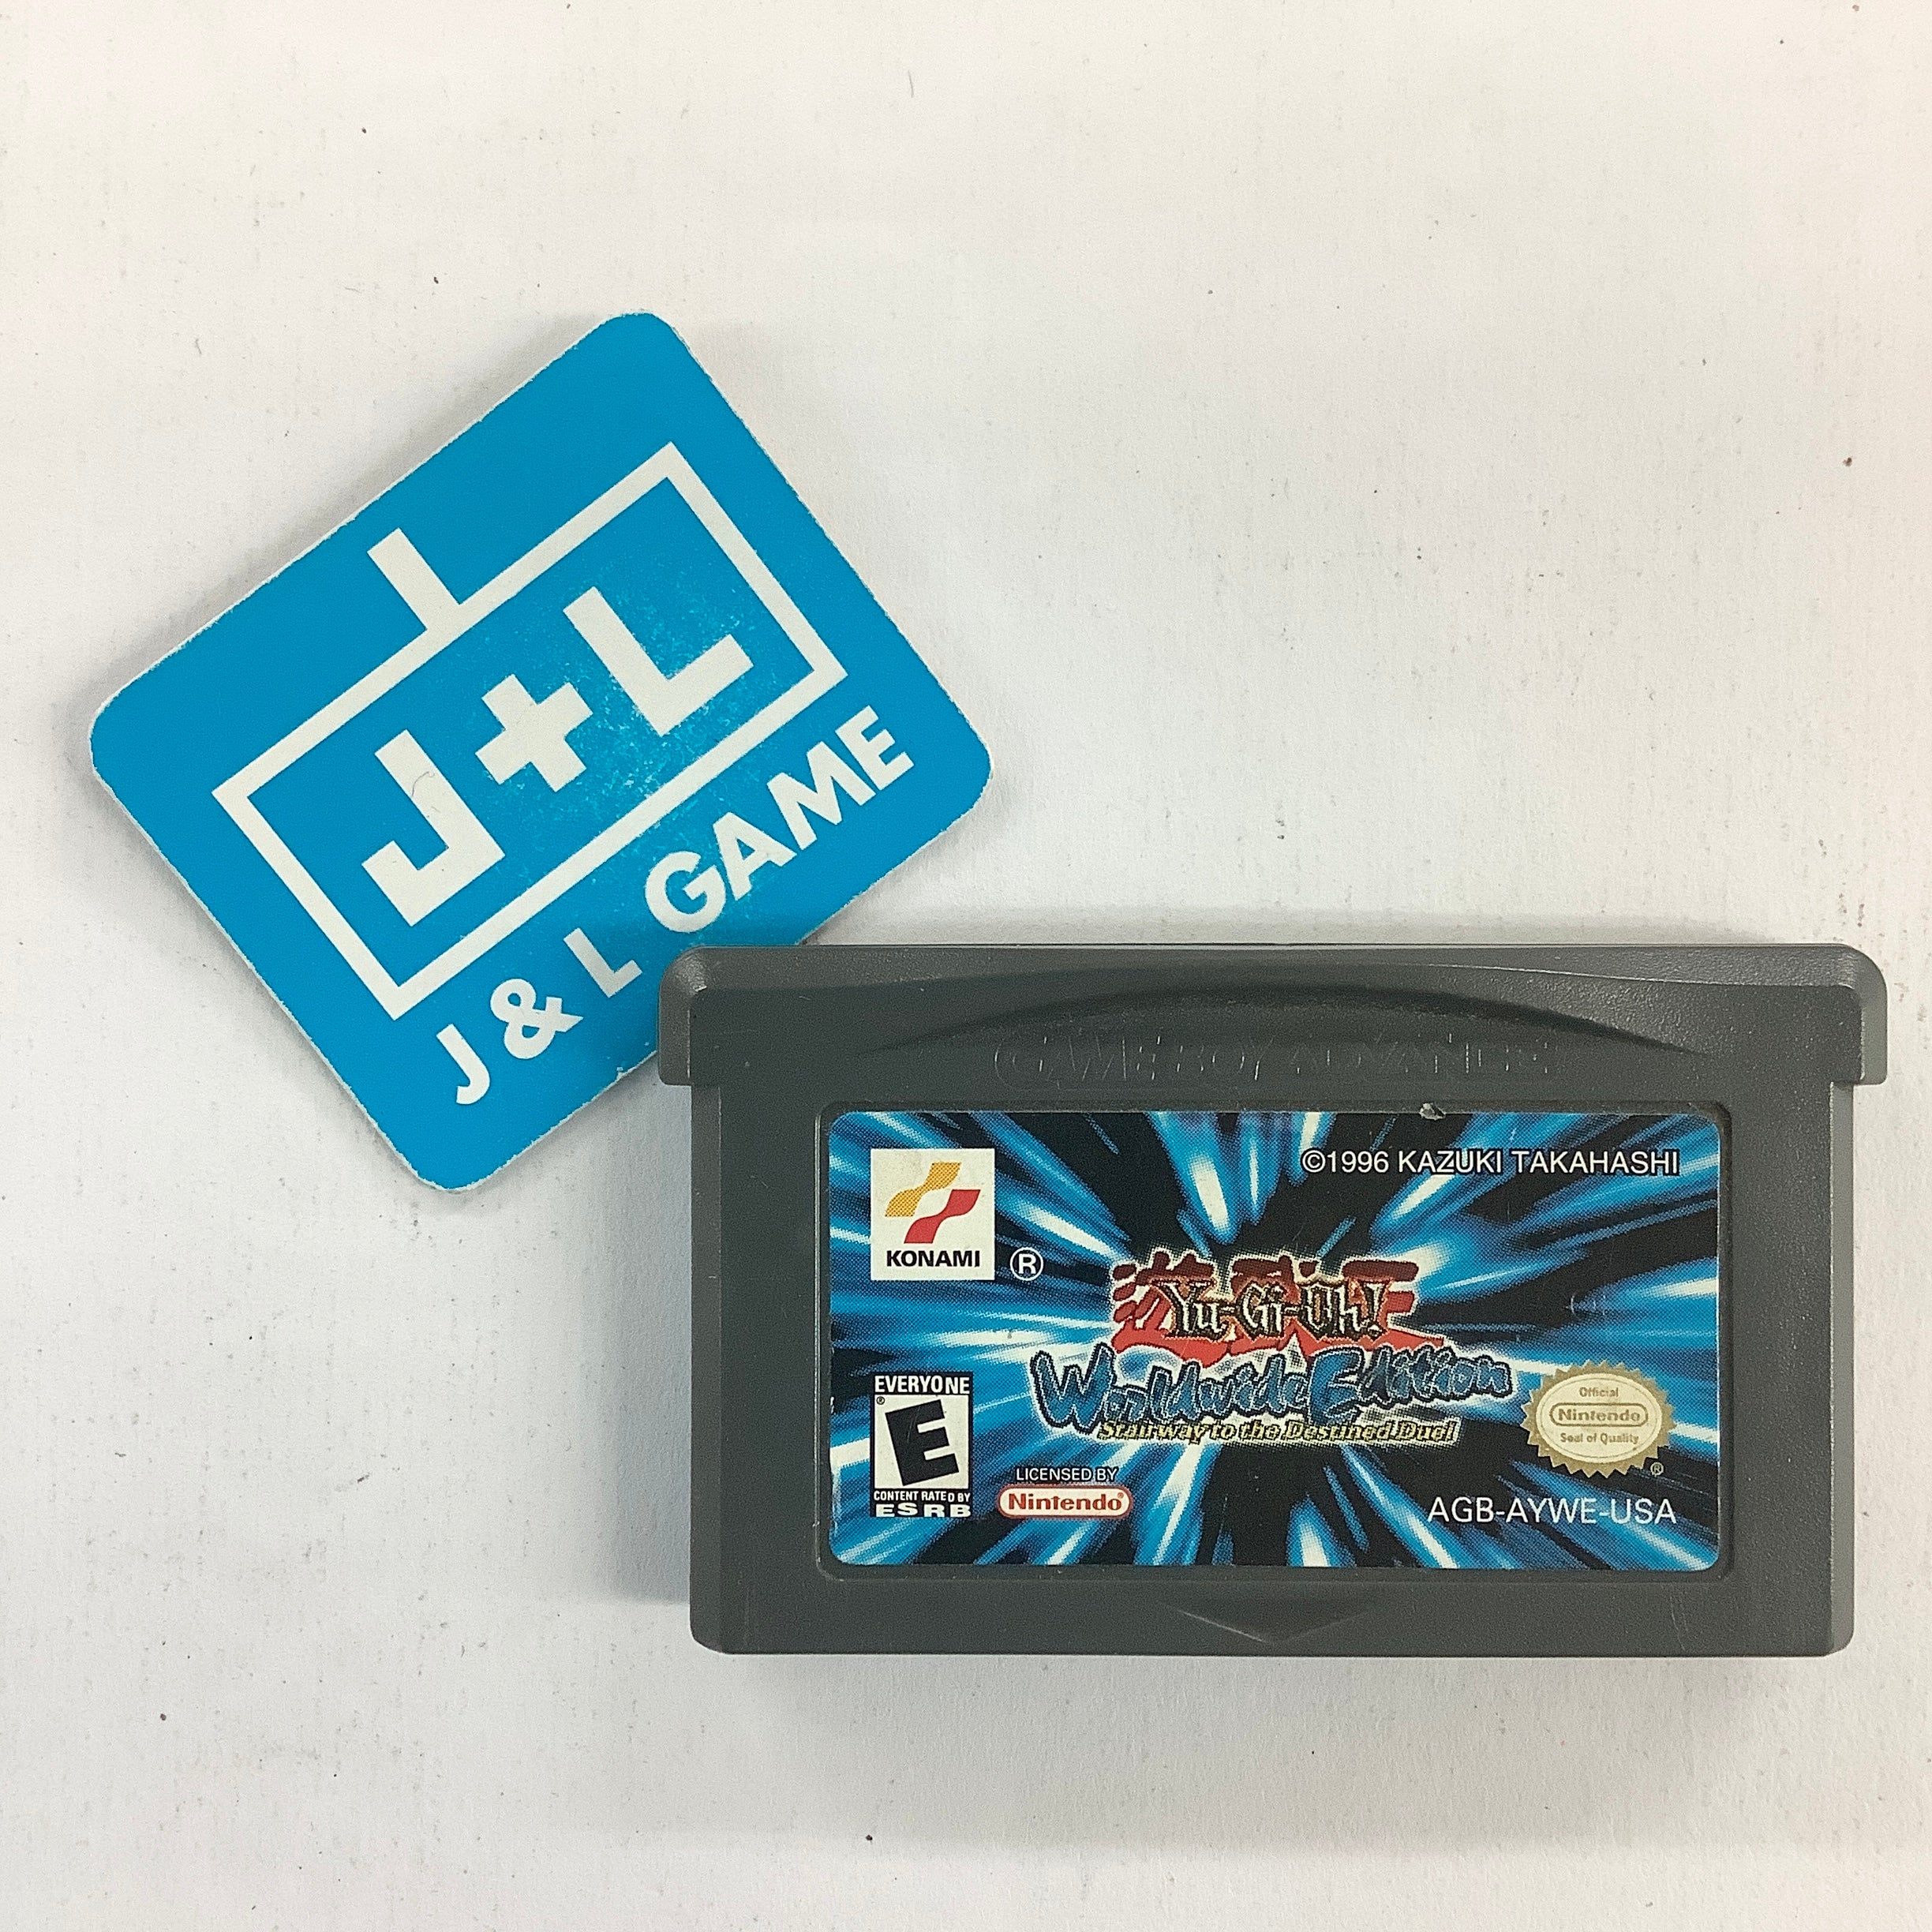 J+L
J & L GAME
GAME BOY ADVANCE
©1996 KAZUKI TAKAHASHI
KONAMI
®
Yu-Gi-Oh!
Worldwide Edition
Stairway to the Destined Duel
EVERYONE
®
E
CONTENT RATED BY
ESRB
LICENSED BY
Nintendo®
Official
Nintendo
Seal of Quality
®
AGB-AYWE-USA